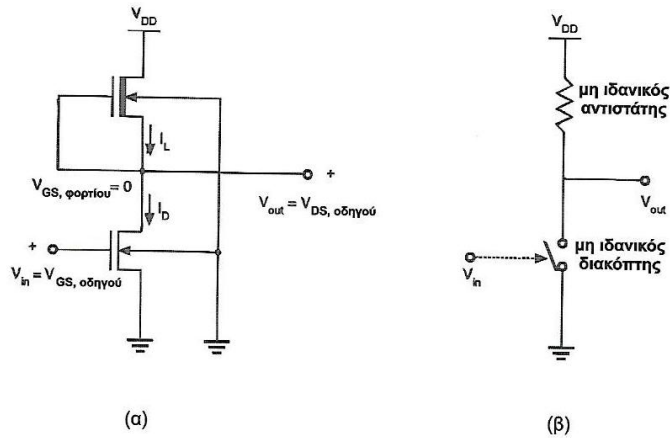 V_DD
I_L
V_GS, φορτίου = 0
I_D
+
V_out = V_DS, οδηγού
+
V_in = V_GS, οδηγού
(α)
V_DD
μη ιδανικός
αντιστάτης
V_out
μη ιδανικός
διακόπτης
V_in
(β)